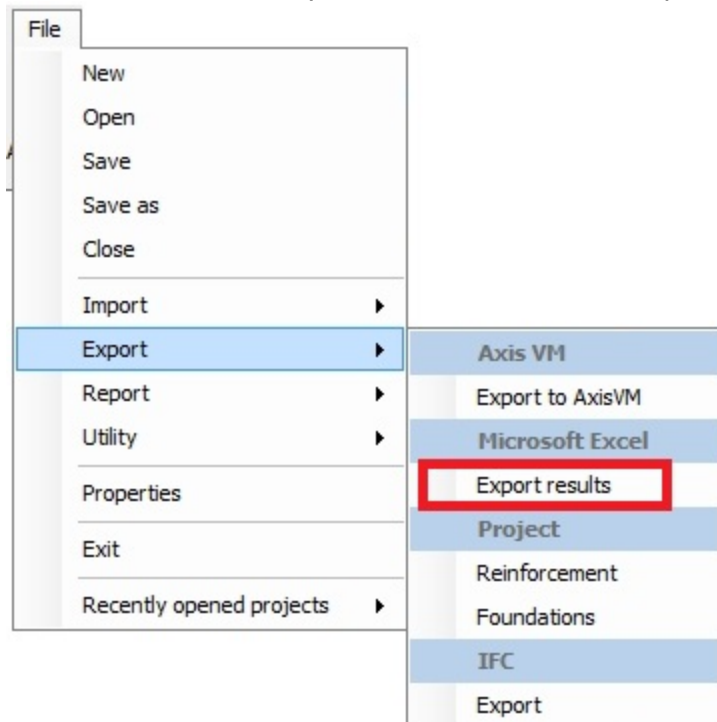 File
New
Open
Save
Save as
Close
Import
Export
Report
Utility
Properties
Exit
Recently opened projects
Axis VM
Export to AxisVM
Microsoft Excel
Export results
Project
Reinforcement
Foundations
IFC
Export